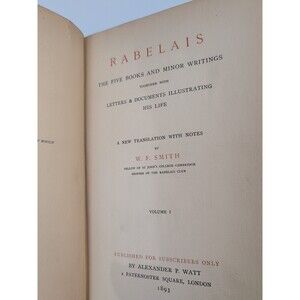 RABELAIS
THE FIVE BOOKS AND MINOR WRITINGS
TOGETHER WITH
LETTERS & DOCUMENTS ILLUSTRATING
HIS LIFE
A NEW TRANSLATION WITH NOTES
BY
W. F. SMITH
FELLOW OF ST JOHN'S COLLEGE CAMBRIDGE
MEMBER OF THE RABELAIS CLUB
VOLUME I
PUBLISHED FOR SUBSCRIBERS ONLY
BY ALEXANDER P. WATT
2 PATERNOSTER SQUARE, LONDON
1893